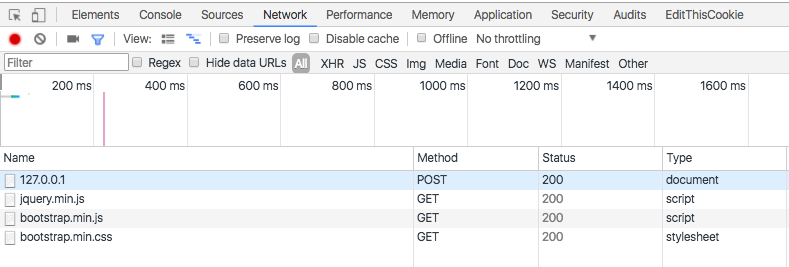 Elements Console Sources Network Performance Memory Application Security Audits EditThisCookie
View: Preserve log Disable cache Offline No throttling
Filter Regex Hide data URLs All XHR JS CSS Img Media Font Doc WS Manifest Other
200 ms 400 ms 600 ms 800 ms 1000 ms 1200 ms 1400 ms 1600 ms
Name Method Status Type
127.0.0.1 POST 200 document
jquery.min.js GET 200 script
bootstrap.min.js GET 200 script
bootstrap.min.css GET 200 stylesheet